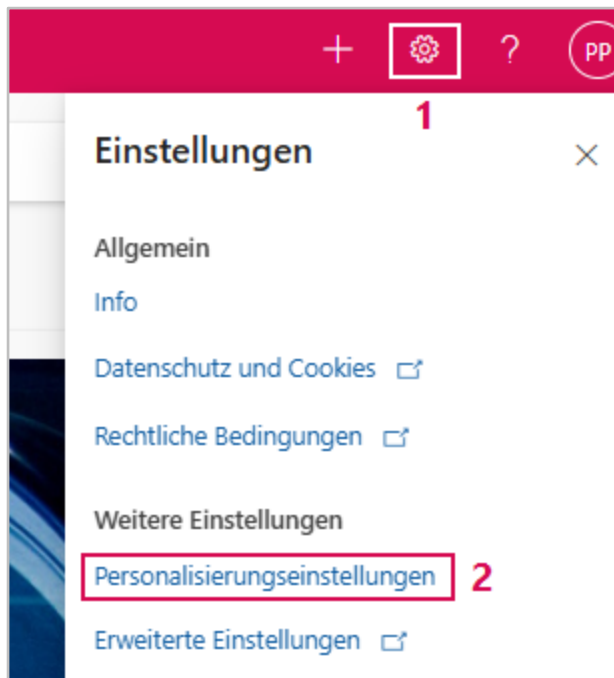 + ? PP
1
Einstellungen
Allgemein
Info
Datenschutz und Cookies
Rechtliche Bedingungen
Weitere Einstellungen
Personalisierungseinstellungen 2
Erweiterte Einstellungen